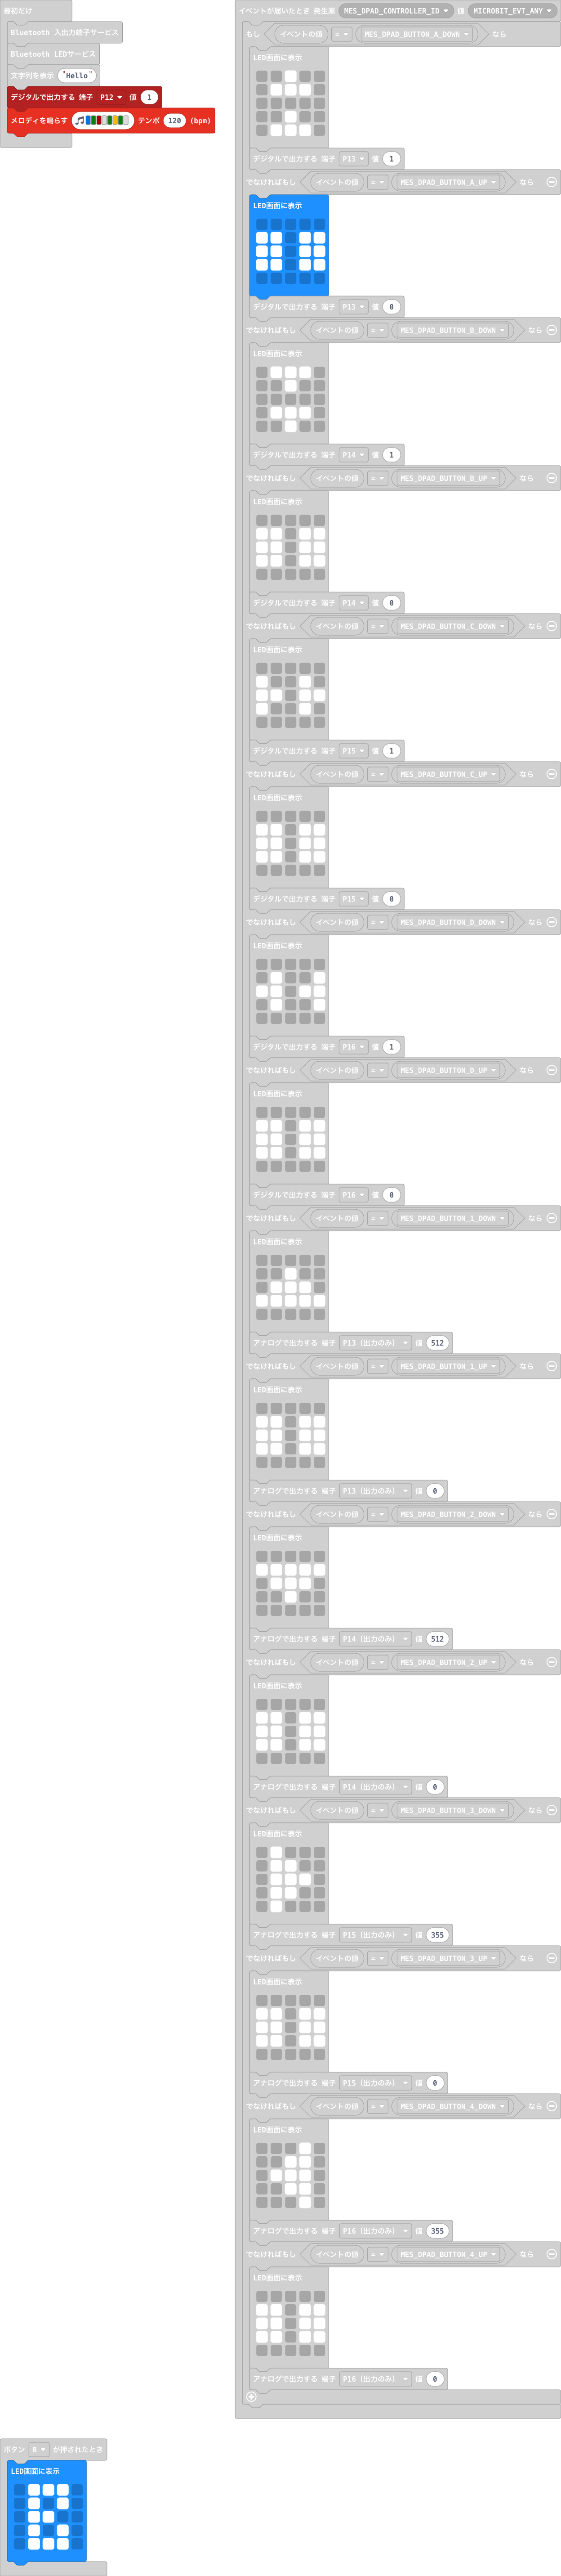 最初だけ
Bluetooth 入出力端子サービス
Bluetooth LEDサービス
文字列を表示 "Hello"
デジタルで出力する 端子 P12 値 1
メロディを鳴らす テンポ 120 (bpm)
イベントが届いたとき 発生源 MES_DPAD_CONTROLLER_ID 値 MICROBIT_EVT_ANY
もし イベントの値 = MES_DPAD_BUTTON_A_DOWN なら
LED画面に表示
デジタルで出力する 端子 P13 値 1
でなければもし イベントの値 = MES_DPAD_BUTTON_A_UP なら
LED画面に表示
デジタルで出力する 端子 P13 値 0
でなければもし イベントの値 = MES_DPAD_BUTTON_B_DOWN なら
LED画面に表示
デジタルで出力する 端子 P14 値 1
でなければもし イベントの値 = MES_DPAD_BUTTON_B_UP なら
LED画面に表示
デジタルで出力する 端子 P14 値 0
でなければもし イベントの値 = MES_DPAD_BUTTON_C_DOWN なら
LED画面に表示
デジタルで出力する 端子 P15 値 1
でなければもし イベントの値 = MES_DPAD_BUTTON_C_UP なら
LED画面に表示
デジタルで出力する 端子 P15 値 0
でなければもし イベントの値 = MES_DPAD_BUTTON_D_DOWN なら
LED画面に表示
デジタルで出力する 端子 P16 値 1
でなければもし イベントの値 = MES_DPAD_BUTTON_D_UP なら
LED画面に表示
デジタルで出力する 端子 P16 値 0
でなければもし イベントの値 = MES_DPAD_BUTTON_1_DOWN なら
LED画面に表示
アナログで出力する 端子 P13（出力のみ） 値 512
でなければもし イベントの値 = MES_DPAD_BUTTON_1_UP なら
LED画面に表示
アナログで出力する 端子 P13（出力のみ） 値 0
でなければもし イベントの値 = MES_DPAD_BUTTON_2_DOWN なら
LED画面に表示
アナログで出力する 端子 P14（出力のみ） 値 512
でなければもし イベントの値 = MES_DPAD_BUTTON_2_UP なら
LED画面に表示
アナログで出力する 端子 P14（出力のみ） 値 0
でなければもし イベントの値 = MES_DPAD_BUTTON_3_DOWN なら
LED画面に表示
アナログで出力する 端子 P15（出力のみ） 値 355
でなければもし イベントの値 = MES_DPAD_BUTTON_3_UP なら
LED画面に表示
アナログで出力する 端子 P15（出力のみ） 値 0
でなければもし イベントの値 = MES_DPAD_BUTTON_4_DOWN なら
LED画面に表示
アナログで出力する 端子 P16（出力のみ） 値 355
でなければもし イベントの値 = MES_DPAD_BUTTON_4_UP なら
LED画面に表示
アナログで出力する 端子 P16（出力のみ） 値 0
ボタン B が押されたとき
LED画面に表示